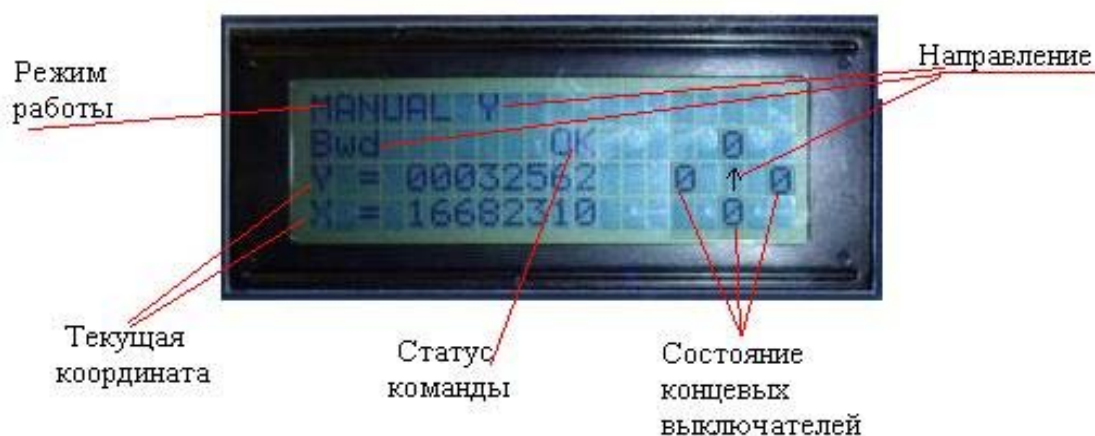 Режим
работы
Направление
MANUAL Y
Bwd OK 0
Y = 00032562 0 ↑ 0
X = 16682310 0
Текущая
координата
Статус
команды
Состояние
концевых
выключателей